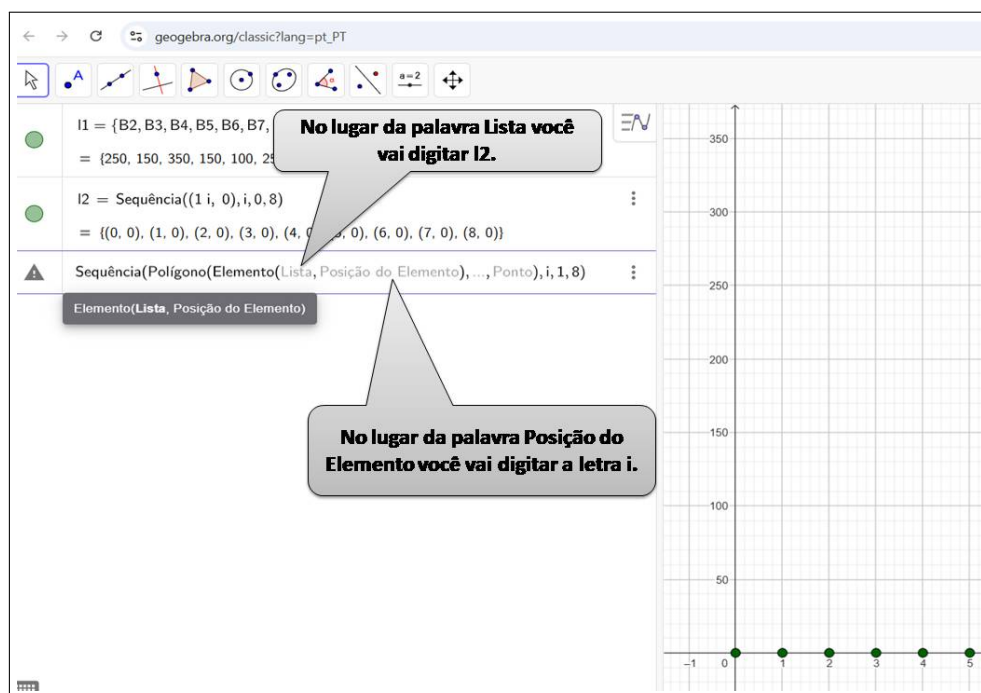 geogebra.org/classic?lang=pt_PT
A
a=2
l1 = {B2, B3, B4, B5, B6, B7,
= {250, 150, 350, 150, 100, 25
No lugar da palavra Lista você
vai digitar l2.
l2 = Sequência((1 i, 0), i, 0, 8)
= {(0, 0), (1, 0), (2, 0), (3, 0), (4, 0 , 0), (6, 0), (7, 0), (8, 0)}
Sequência(Polígono(Elemento(Lista, Posição do Elemento), ..., Ponto), i, 1, 8)
Elemento(Lista, Posição do Elemento)
No lugar da palavra Posição do
Elemento você vai digitar a letra i.
350
300
250
200
150
100
50
-1 0 1 2 3 4 5